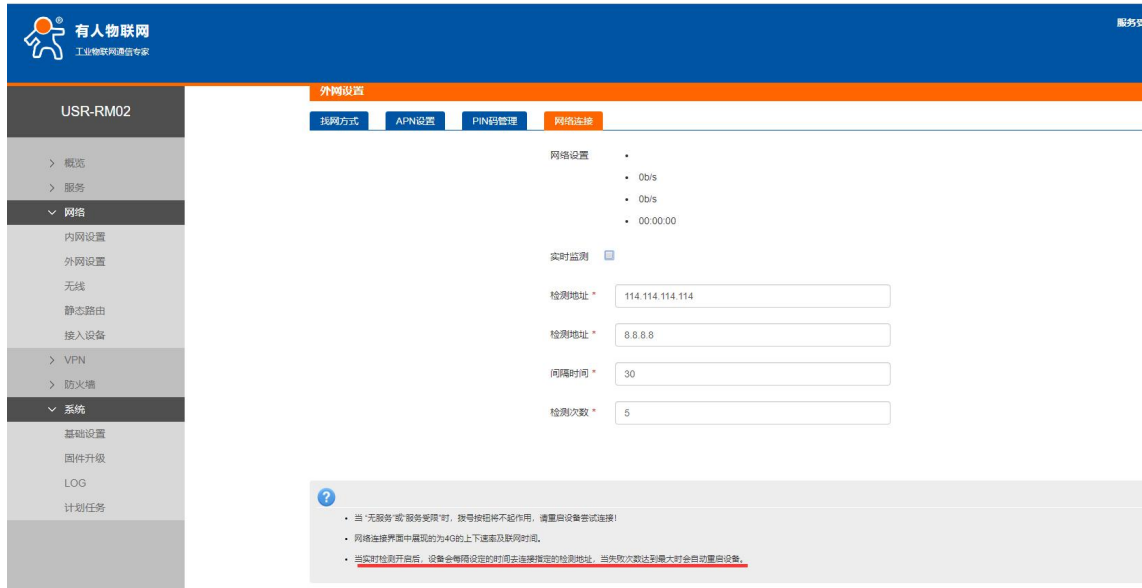 有人物联网
工业物联网通信专家
服务
USR-RM02
外网设置
找网方式 APN设置 PIN码管理 网络连接
概览
服务
网络
内网设置
外网设置
无线
静态路由
接入设备
VPN
防火墙
系统
基础设置
固件升级
LOG
计划任务
网络设置
0b/s
0b/s
00:00:00
实时监测
检测地址 * 114.114.114.114
检测地址 * 8.8.8.8
间隔时间 * 30
检测次数 * 5
当 "无服务"或"服务受限"时，拨号按钮将不起作用，请重启设备尝试连接！
网络连接界面中展现的为4G的上下速率及联网时间。
当实时检测开启后，设备会每隔设定的时间去连接指定的检测地址，当失败次数达到最大时会自动重启设备。